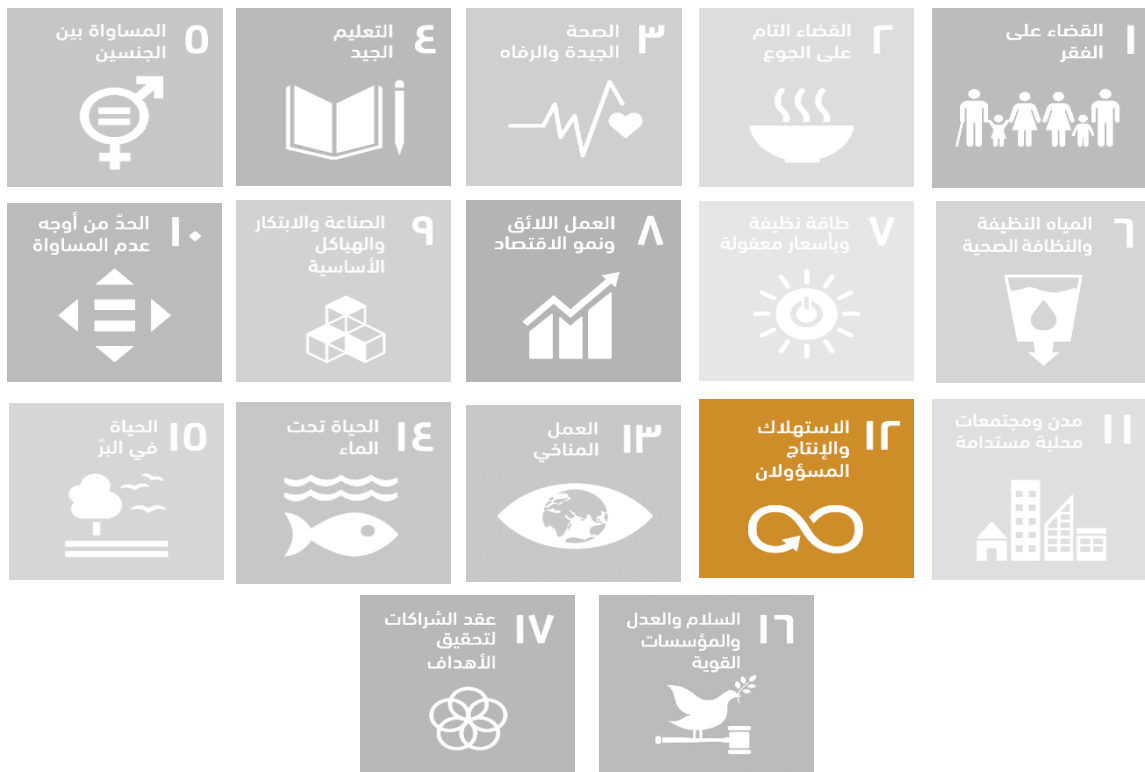 ١
القضاء على
الفقر
٢
القضاء التام
على الجوع
٣
الصحة
الجيدة والرفاه
٤
التعليم
الجيد
٥
المساواة بين
الجنسين
٦
المياه النظيفة
والنظافة الصحية
٧
طاقة نظيفة
وبأسعار معقولة
٨
العمل اللائق
ونمو الاقتصاد
٩
الصناعة والابتكار
والهياكل
الأساسية
١٠
الحدّ من أوجه
عدم المساواة
١١
مدن ومجتمعات
محلية مستدامة
١٢
الاستهلاك
والإنتاج
المسؤولان
١٣
العمل
المناخي
١٤
الحياة تحت
الماء
١٥
الحياة
في البرّ
١٦
السلام والعدل
والمؤسسات
القوية
١٧
عقد الشراكات
لتحقيق
الأهداف